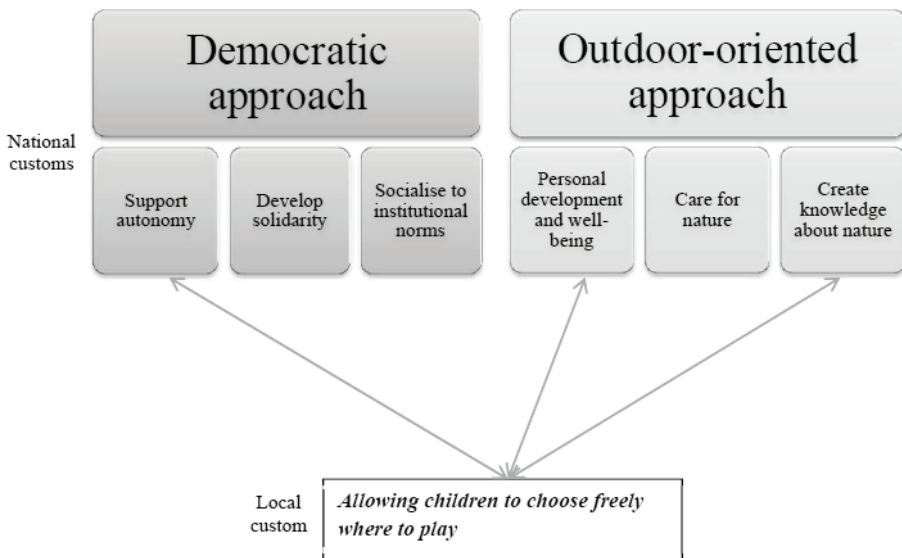 Democratic
approach
Outdoor-oriented
approach
National
customs
Support
autonomy
Develop
solidarity
Socialise to
institutional
norms
Personal
development
and well-
being
Care for
nature
Create
knowledge
about nature
Local
custom
Allowing children to choose freely
where to play